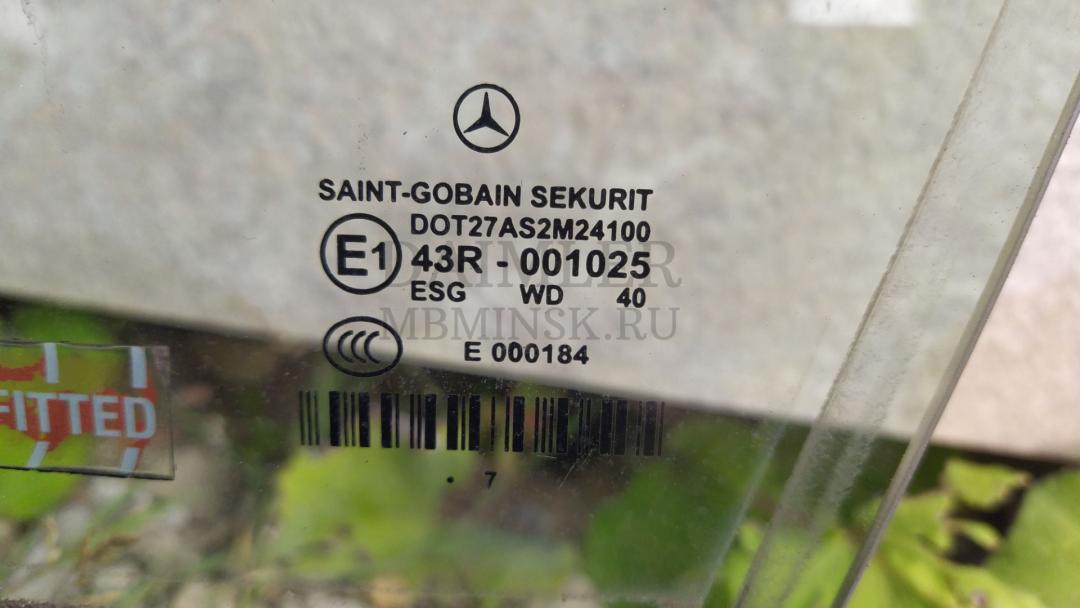 SAINT-GOBAIN SEKURIT
DOT27AS2M24100
E1 43R - 001025
ESG WD 40
DAIMLER
MBMINSK.RU
E 000184
FITTED
. 7